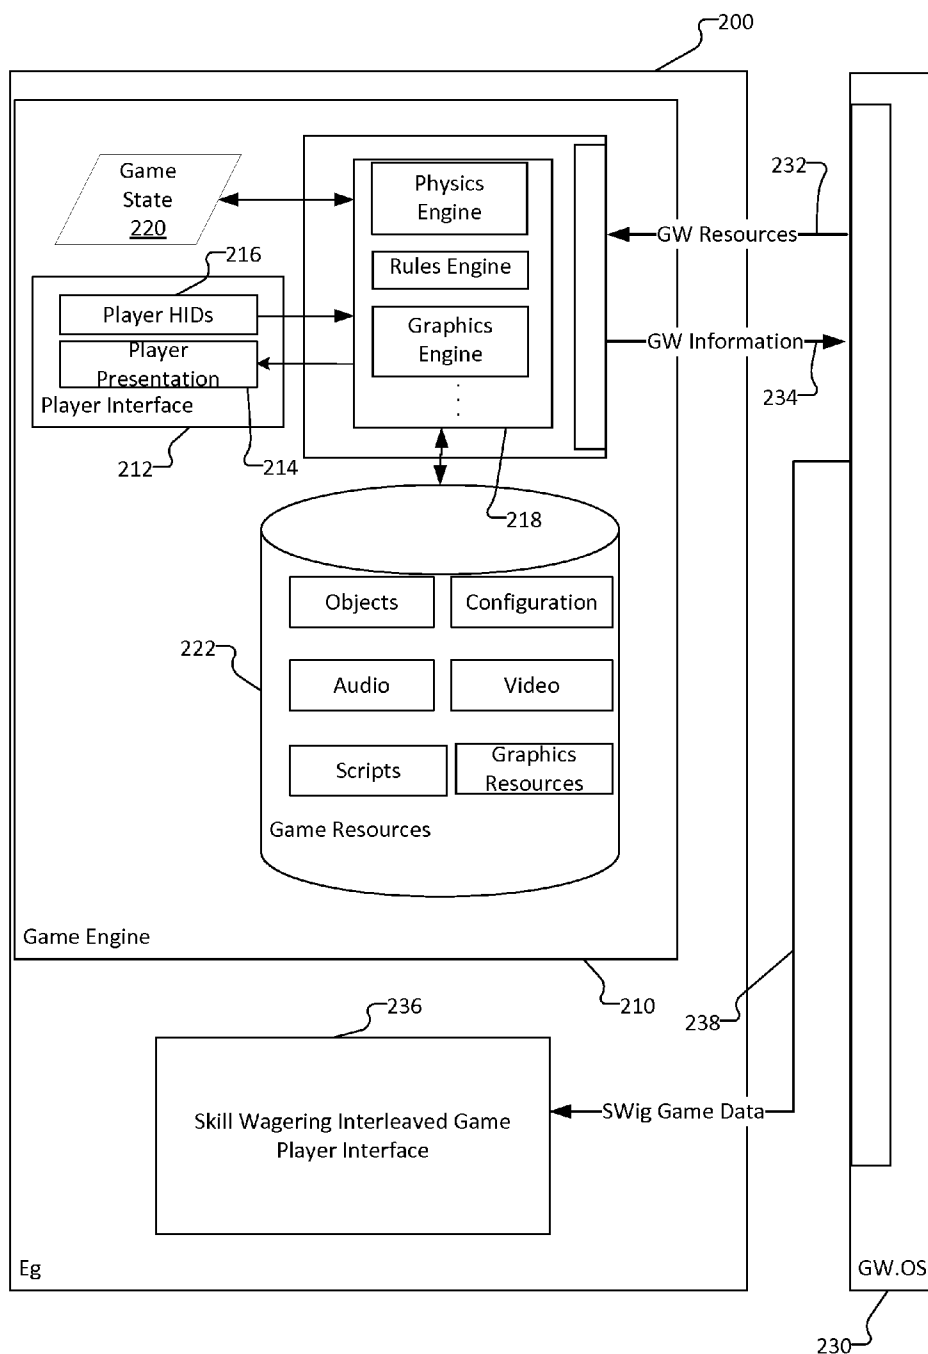 200
Game
State
220
Physics
Engine
Rules Engine
Graphics
Engine
.
.
.
232
GW Resources
GW Information
234
216
Player HIDs
Player
Presentation
Player Interface
212
214
218
Objects
Configuration
222
Audio
Video
Scripts
Graphics
Resources
Game Resources
Game Engine
210
236
238
Skill Wagering Interleaved Game
Player Interface
SWig Game Data
Eg
GW.OS
230